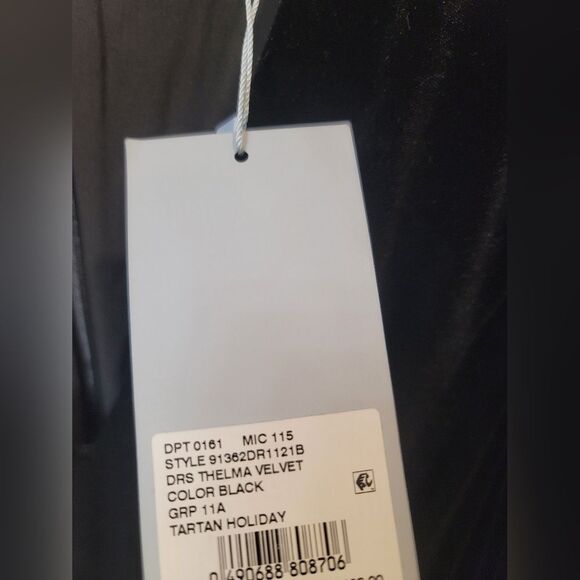 DPT 0161 MIC 115
STYLE 91362DR1121B
DRS THELMA VELVET
COLOR BLACK
GRP 11A
TARTAN HOLIDAY
0 490688 808706